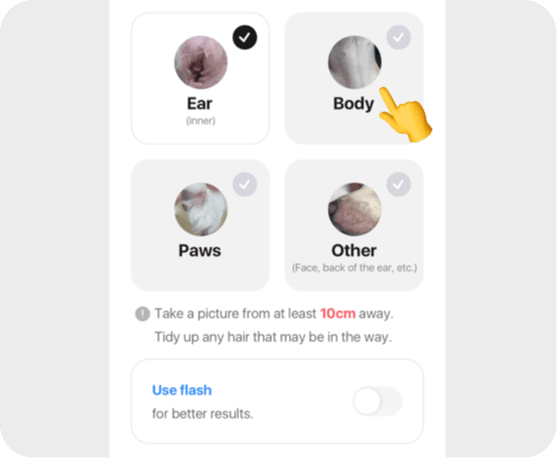 Ear
(inner)
Body
Paws
Other
(Face, back of the ear, etc.)
Take a picture from at least 10cm away.
Tidy up any hair that may be in the way.
Use flash
for better results.